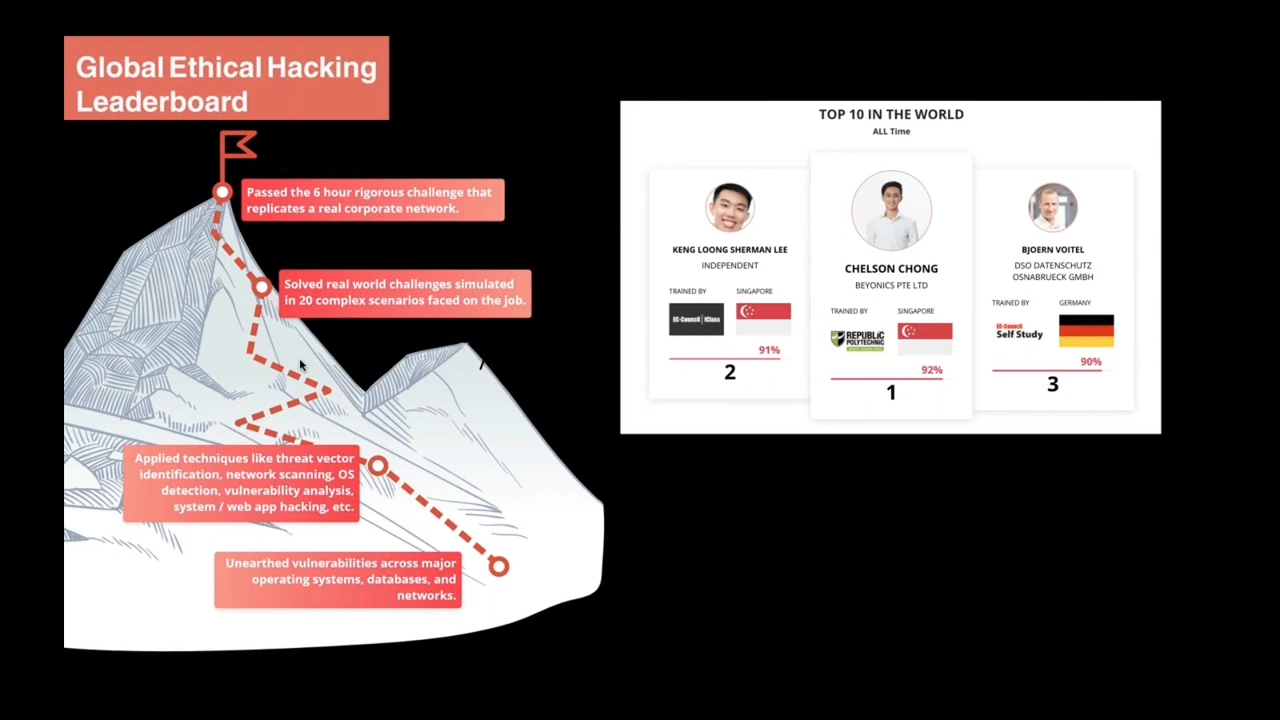 Global Ethical Hacking
Leaderboard
Passed the 6 hour rigorous challenge that
replicates a real corporate network.
Solved real world challenges simulated
in 20 complex scenarios faced on the job.
Applied techniques like threat vector
identification, network scanning, OS
detection, vulnerability analysis,
system / web app hacking, etc.
Unearthed vulnerabilities across major
operating systems, databases, and
networks.
TOP 10 IN THE WORLD
ALL Time
KENG LOONG SHERMAN LEE
INDEPENDENT
TRAINED BY
SINGAPORE
EC-Council iClass
91%
2
CHELSON CHONG
BEYONICS PTE LTD
TRAINED BY
SINGAPORE
REPUBLIC
POLYTECHNIC
92%
1
BJOERN VOITEL
DSO DATENSCHUTZ
OSNABRUECK GMBH
TRAINED BY
GERMANY
EC-Council
Self Study
90%
3